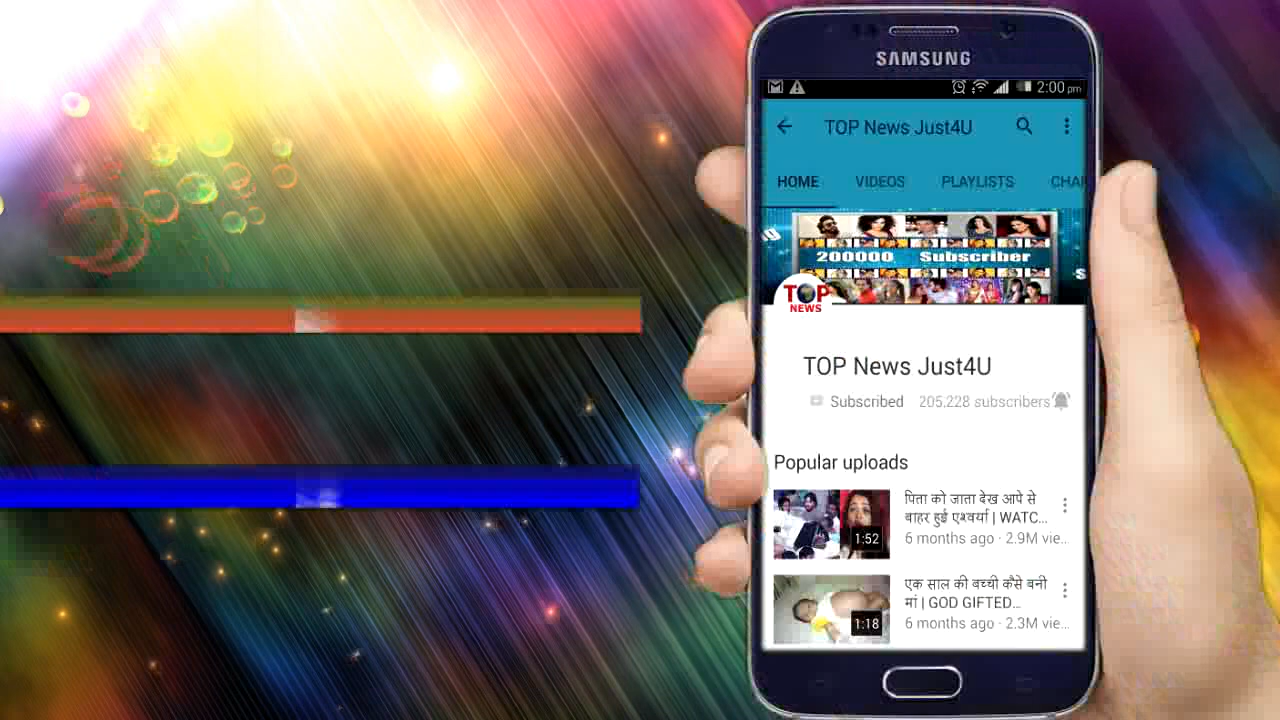 SAMSUNG
2:00 pm
TOP News Just4U
HOME VIDEOS PLAYLISTS CHAN
200000 Subscriber
TOP
NEWS
TOP News Just4U
Subscribed 205,228 subscribers
Popular uploads
पिता को जाता देख आपे से
बाहर हुई एश्वर्या | WATC...
6 months ago · 2.9M vie...
1:52
एक साल की बच्ची कैसे बनी
मां | GOD GIFTED...
6 months ago · 2.3M vie...
1:18